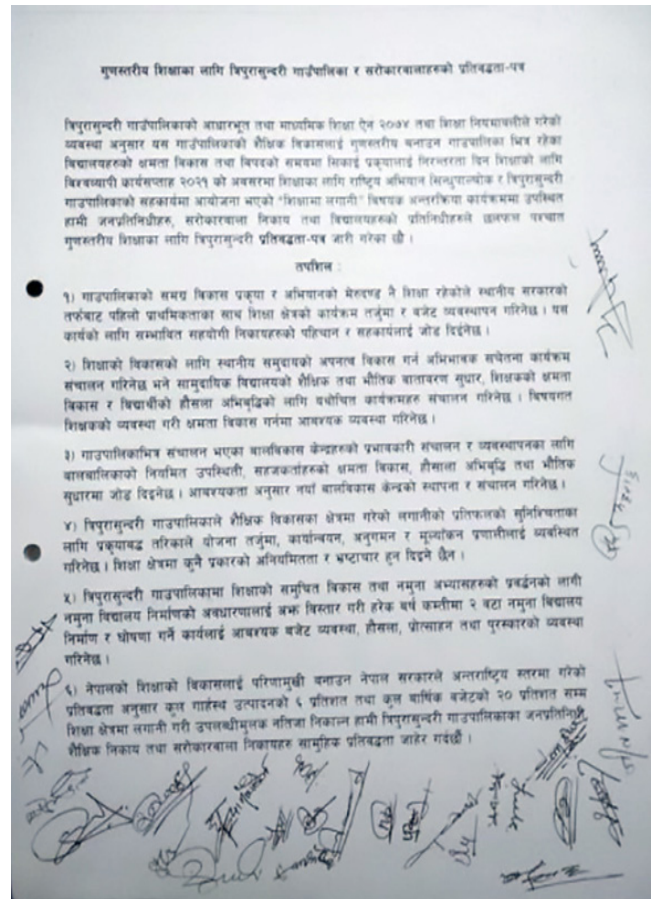 गुणस्तरीय शिक्षाका लागि त्रिपुरासुन्दरी गाउँपालिका र सरोकारवालाहरुको प्रतिवद्धता-पत्र
त्रिपुरासुन्दरी गाउँपालिकाको आधारभूत तथा माध्यमिक शिक्षा ऐन २०७४ तथा शिक्षा नियमावलीले गरेको
व्यवस्था अनुसार यस गाउँपालिकाको शैक्षिक विकासलाई गुणस्तरीय बनाउन गाउपालिका भित्र रहेका
विद्यालयहरुको क्षमता विकास तथा विपदको समयमा सिकाई प्रकृयालाई निरन्तरता दिन शिक्षाको लागि
विश्वव्यापी कार्यसप्ताह २०२१ को अवसरमा शिक्षाका लागि राष्ट्रिय अभियान सिन्धुपाल्चोक र त्रिपुरासुन्दरी
गाउपालिकाको सहकार्यमा आयोजना भएको "शिक्षामा लगानी" विषयक अन्तरक्रिया कार्यक्रममा उपस्थित
हामी जनप्रतिनिधीहरु, सरोकारवाला निकाय तथा विद्यालयहरुको प्रतिनिधीहरुले छलफल पश्चात
गुणस्तरीय शिक्षाका लागि त्रिपुरासुन्दरी प्रतिवद्धता-पत्र जारी गरेका छौ ।
तपशिल :
१) गाउपालिकाको समग्र विकास प्रकृया र अभियानको मेरुदण्ड नै शिक्षा रहेकोले स्थानीय सरकारको
तर्फबाट पहिलो प्राथमिकताका साथ शिक्षा क्षेत्रको कार्यक्रम तर्जुमा र बजेट व्यवस्थापन गरिनेछ । यस
कार्यको लागि सम्भावित सहयोगी निकायहरुको पहिचान र सहकार्यलाई जोड दिईनेछ ।
२) शिक्षाको विकासको लागि स्थानीय समुदायको अपनत्व विकास गर्न अभिभावक सचेतना कार्यक्रम
संचालन गरिनेछ भने सामुदायिक विद्यालयको शैक्षिक तथा भौतिक वातावरण सुधार, शिक्षकको क्षमता
विकास र बिद्यार्थीको हौसला अभिबृद्धिको लागि यथोचित कार्यक्रमहरु संचालन गरिनेछ । विषयगत
शिक्षकको व्यवस्था गरी क्षमता विकास गर्नमा आवश्यक व्यवस्था गरिनेछ ।
३) गाउपालिकाभित्र संचालन भएका बालविकास केन्द्रहरुको प्रभावकारी संचालन र व्यवस्थापनका लागि
बालबालिकाको नियमित उपस्थिती, सहजकर्ताहरुको क्षमता विकास, हौसाला अभिबृद्धि तथा भौतिक
सुधारमा जोड दिइनेछ । आवश्यकता अनुसार नयाँ बालविकास केन्द्रको स्थापना र संचालन गरिनेछ ।
४) त्रिपुरासुन्दरी गाउपालिकाले शैक्षिक विकासका क्षेत्रमा गरेको लगानीको प्रतिफलको सुनिश्चितताका
लागि प्रकृयाबद्ध तरिकाले योजना तर्जुमा, कार्यान्वयन, अनुगमन र मूल्यांकन प्रणालीलाई व्यवस्थित
गरिनेछ । शिक्षा क्षेत्रमा कुनै प्रकारको अनियमितता र भ्रष्टाचार हुन दिइने छैन ।
५) त्रिपुरासुन्दरी गाउपालिकामा शिक्षाको समुचित विकास तथा नमुना अभ्यासहरुको प्रवर्द्धनको लागी
नमुना विद्यालय निर्माणको अवधारणालाई अझ विस्तार गरी हरेक बर्ष कम्तीमा २ वटा नमुना विद्यालय
निर्माण र घोषणा गर्ने कार्यलाई आवश्यक बजेट व्यवस्था, हौसला, प्रोत्साहन तथा पुरस्कारको व्यवस्था
गरिनेछ ।
६) नेपालको शिक्षाको विकासलाई परिणामुखी बनाउन नेपाल सरकारले अन्तराष्ट्रिय स्तरमा गरेको
प्रतिबद्धता अनुसार कुल गार्हस्थ उत्पादनको ६ प्रतिशत तथा कुल बार्षिक बजेटको २० प्रतिशत सम्म
शिक्षा क्षेत्रमा लगानी गरी उपलब्धीमुलक नतिजा निकाल्न हामी त्रिपुरासुन्दरी गाउपालिकाका जनप्रतिनिधी
शैक्षिक निकाय तथा सरोकारवाला निकायहरु सामुहिक प्रतिबद्धता जाहेर गर्दछौं ।